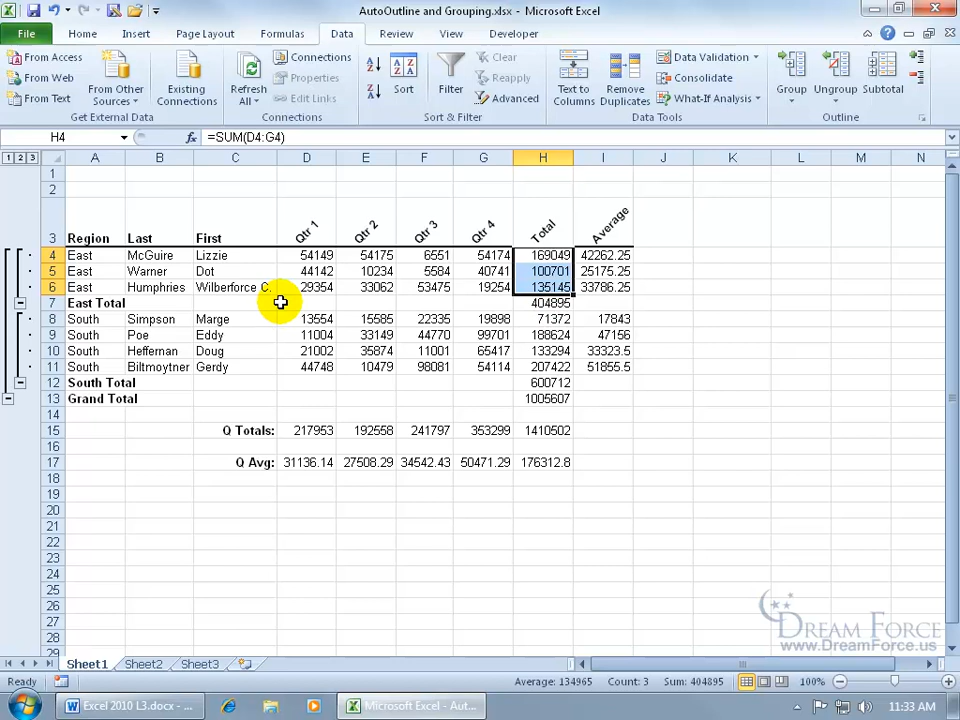 AutoOutline and Grouping.xlsx - Microsoft Excel
File Home Insert Page Layout Formulas Data Review View Developer
From Access
From Web
From Text
From Other Sources
Existing Connections
Get External Data
Refresh All
Connections
Properties
Edit Links
Connections
Sort
Filter
Clear
Reapply
Advanced
Sort & Filter
Text to Columns
Remove Duplicates
Data Validation
Consolidate
What-If Analysis
Data Tools
Group
Ungroup
Subtotal
Outline
H4 fx =SUM(D4:G4)
1 2 3 A B C D E F G H I J K L M N
1
2
3 Region Last First Qtr 1 Qtr 2 Qtr 3 Qtr 4 Total Average
4 East McGuire Lizzie 54149 54175 6551 54174 169049 42262.25
5 East Warner Dot 44142 10234 5584 40741 100701 25175.25
6 East Humphries Wilberforce C. 29354 33062 53475 19254 135145 33786.25
7 East Total 404895
8 South Simpson Marge 13554 15585 22335 19898 71372 17843
9 South Poe Eddy 11004 33149 44770 99701 188624 47156
10 South Heffernan Doug 21002 35874 11001 65417 133294 33323.5
11 South Biltmoytner Gerdy 44748 10479 98081 54114 207422 51855.5
12 South Total 600712
13 Grand Total 1005607
14
15 Q Totals: 217953 192558 241797 353299 1410502
16
17 Q Avg: 31136.14 27508.29 34542.43 50471.29 176312.8
18
19
20
21
22
23
24
25
26
27
28
29
DREAM FORCE
www.DreamForce.us
Sheet1 Sheet2 Sheet3
Ready Average: 134965 Count: 3 Sum: 404895 100%
Excel 2010 L3.docx - ... Microsoft Excel - Aut... 11:33 AM